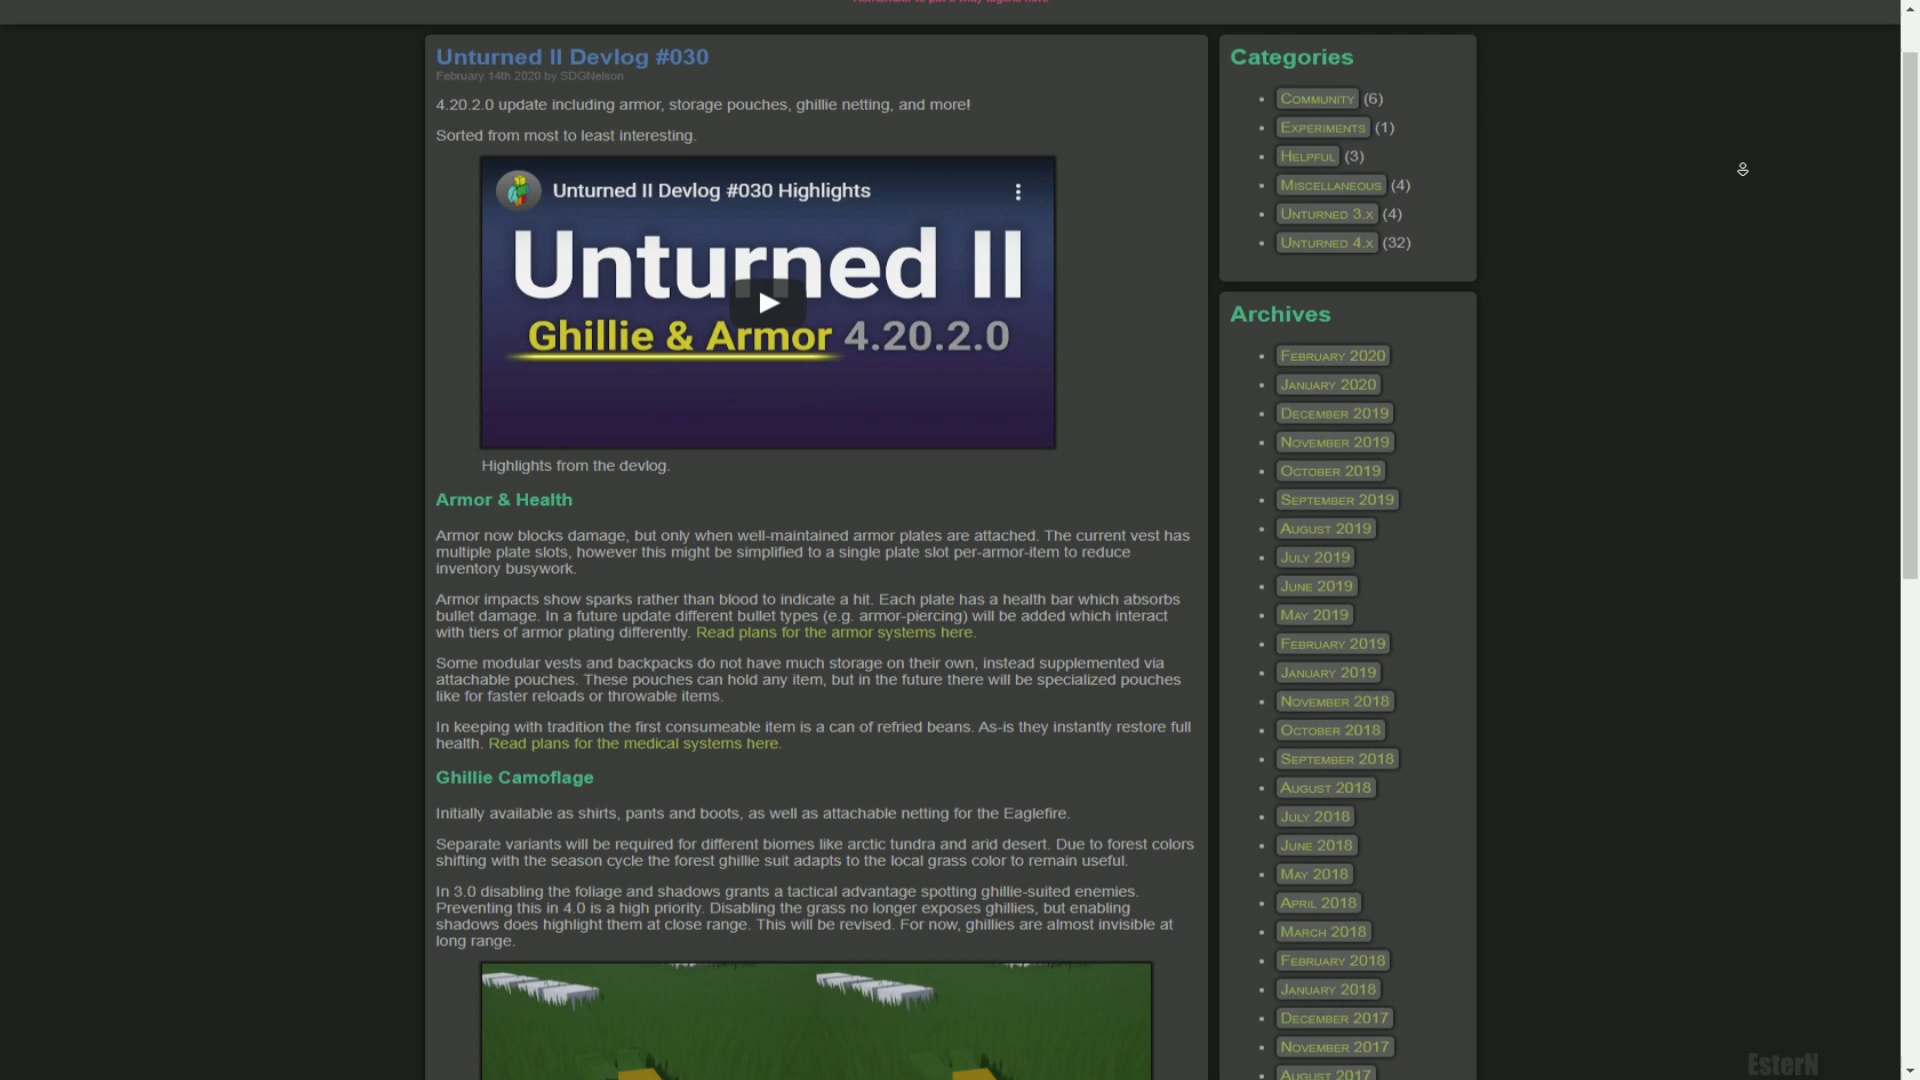 Unturned II Devlog #030
February 14th 2020 by SDGNelson
4.20.2.0 update including armor, storage pouches, ghillie netting, and more!
Sorted from most to least interesting.
Unturned II Devlog #030 Highlights
Unturned II
Ghillie & Armor 4.20.2.0
Highlights from the devlog.
Armor & Health
Armor now blocks damage, but only when well-maintained armor plates are attached. The current vest has
multiple plate slots, however this might be simplified to a single plate slot per-armor-item to reduce
inventory busywork.
Armor impacts show sparks rather than blood to indicate a hit. Each plate has a health bar which absorbs
bullet damage. In a future update different bullet types (e.g. armor-piercing) will be added which interact
with tiers of armor plating differently. Read plans for the armor systems here.
Some modular vests and backpacks do not have much storage on their own, instead supplemented via
attachable pouches. These pouches can hold any item, but in the future there will be specialized pouches
like for faster reloads or throwable items.
In keeping with tradition the first consumeable item is a can of refried beans. As-is they instantly restore full
health. Read plans for the medical systems here.
Ghillie Camoflage
Initially available as shirts, pants and boots, as well as attachable netting for the Eaglefire.
Separate variants will be required for different biomes like arctic tundra and arid desert. Due to forest colors
shifting with the season cycle the forest ghillie suit adapts to the local grass color to remain useful.
In 3.0 disabling the foliage and shadows grants a tactical advantage spotting ghillie-suited enemies.
Preventing this in 4.0 is a high priority. Disabling the grass no longer exposes ghillies, but enabling
shadows does highlight them at close range. This will be revised. For now, ghillies are almost invisible at
long range.
Categories
Community (6)
Experiments (1)
Helpful (3)
Miscellaneous (4)
Unturned 3.x (4)
Unturned 4.x (32)
Archives
February 2020
January 2020
December 2019
November 2019
October 2019
September 2019
August 2019
July 2019
June 2019
May 2019
February 2019
January 2019
November 2018
October 2018
September 2018
August 2018
July 2018
June 2018
May 2018
April 2018
March 2018
February 2018
January 2018
December 2017
November 2017
August 2017
EsterN